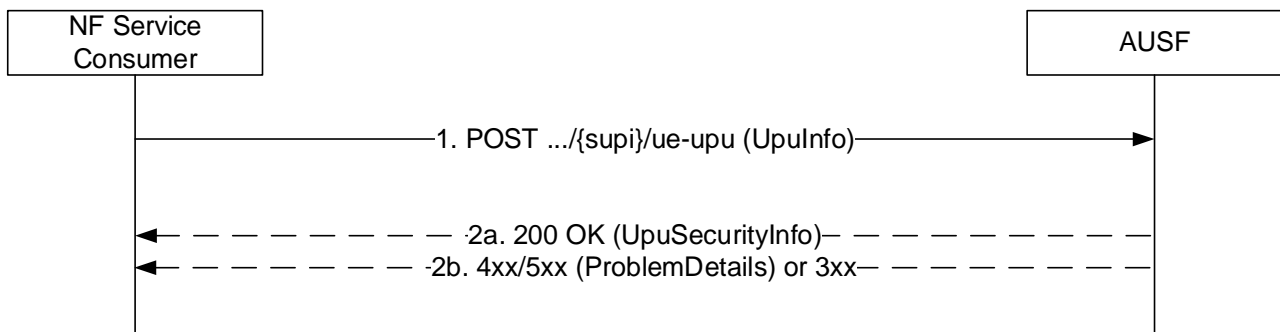 NF Service
Consumer
AUSF
1. POST .../{supi}/ue-upu (UpuInfo)
2a. 200 OK (UpuSecurityInfo)
2b. 4xx/5xx (ProblemDetails) or 3xx